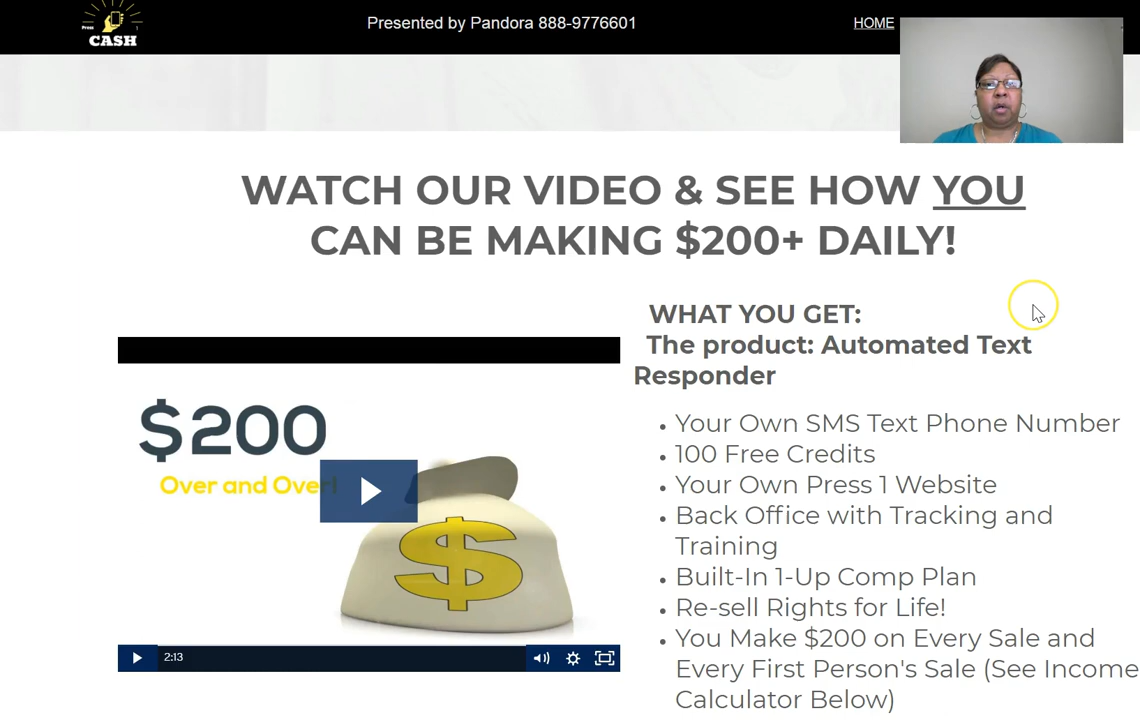 Press 1
CASH
Presented by Pandora 888-9776601
HOME
WATCH OUR VIDEO & SEE HOW YOU
CAN BE MAKING $200+ DAILY!
$200
Over and Over!
2:13
WHAT YOU GET:
The product: Automated Text
Responder
• Your Own SMS Text Phone Number
• 100 Free Credits
• Your Own Press 1 Website
• Back Office with Tracking and
Training
• Built-In 1-Up Comp Plan
• Re-sell Rights for Life!
• You Make $200 on Every Sale and
Every First Person's Sale (See Income
Calculator Below)